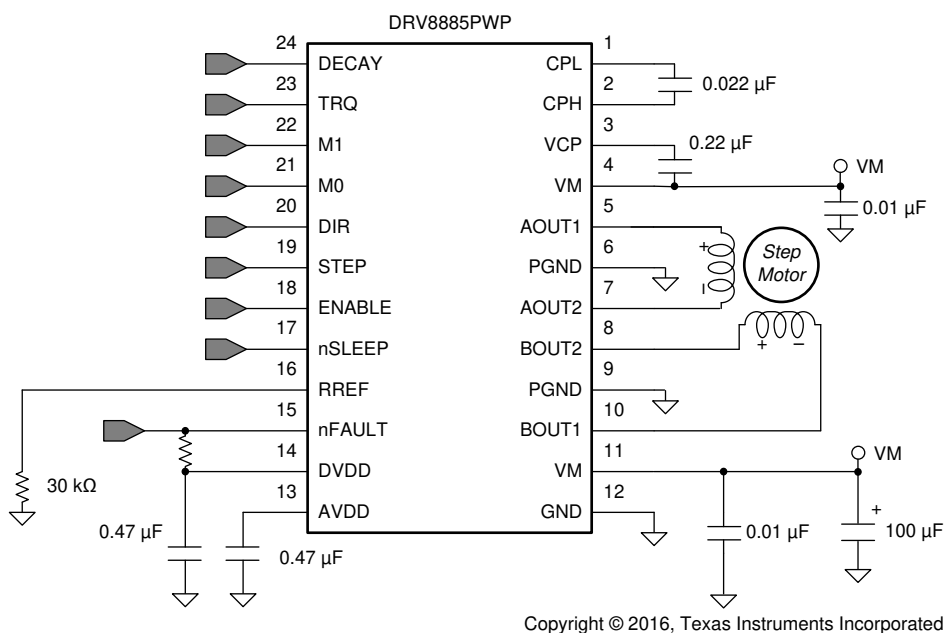 DRV8885PWP
24 DECAY CPL 1
23 TRQ CPH 2
0.022 µF
22 M1 VCP 3
0.22 µF
21 M0 VM 4
VM
0.01 µF
20 DIR AOUT1 5
19 STEP PGND 6
+
Step
Motor
–
18 ENABLE AOUT2 7
17 nSLEEP BOUT2 8
+ –
16 RREF PGND 9
15 nFAULT BOUT1 10
14 DVDD VM 11
VM
30 kΩ
13 AVDD GND 12
0.47 µF
0.47 µF
0.01 µF
+
100 µF
Copyright © 2016, Texas Instruments Incorporated